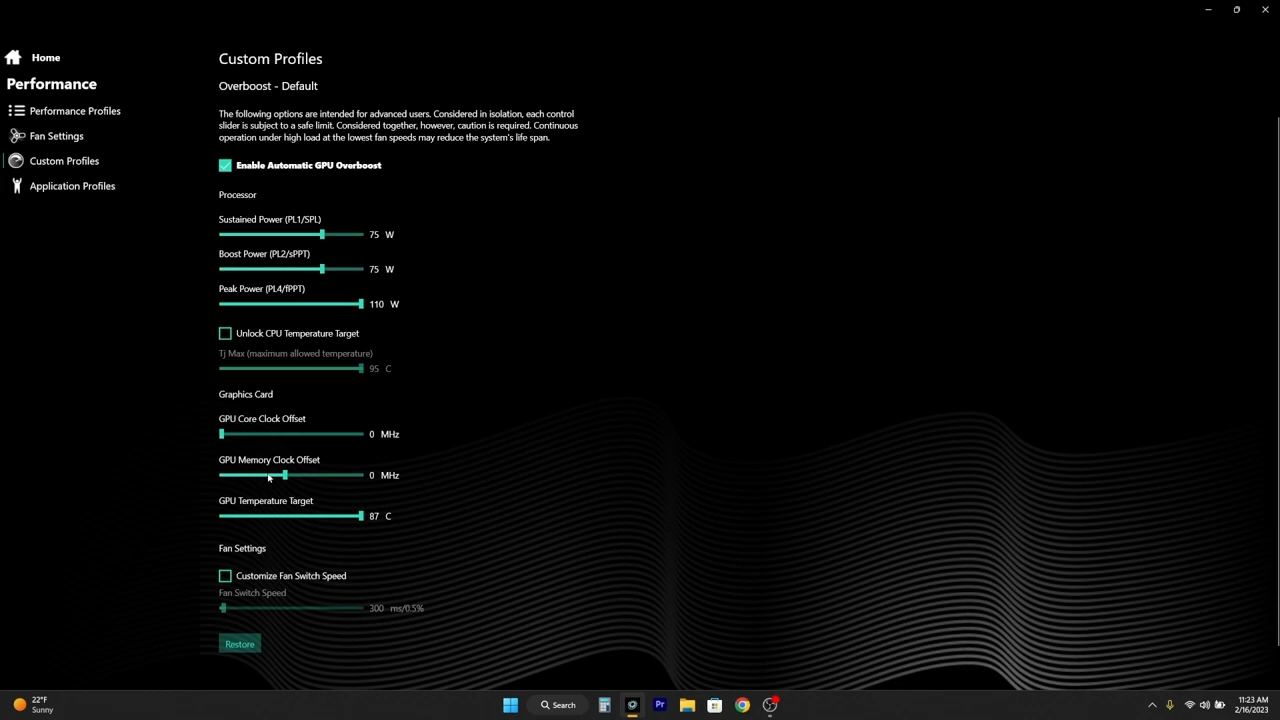 Home
Performance
Performance Profiles
Fan Settings
Custom Profiles
Application Profiles
Custom Profiles
Overboost - Default
The following options are intended for advanced users. Considered in isolation, each control
slider is subject to a safe limit. Considered together, however, caution is required. Continuous
operation under high load at the lowest fan speeds may reduce the system's life span.
Enable Automatic GPU Overboost
Processor
Sustained Power (PL1/SPL)
75 W
Boost Power (PL2/sPPT)
75 W
Peak Power (PL4/fPPT)
110 W
Unlock CPU Temperature Target
Tj Max (maximum allowed temperature)
95 C
Graphics Card
GPU Core Clock Offset
0 MHz
GPU Memory Clock Offset
0 MHz
GPU Temperature Target
87 C
Fan Settings
Customize Fan Switch Speed
Fan Switch Speed
300 ms/0.5%
Restore
22°F
Sunny
Search
Pr
11:23 AM
2/16/2023